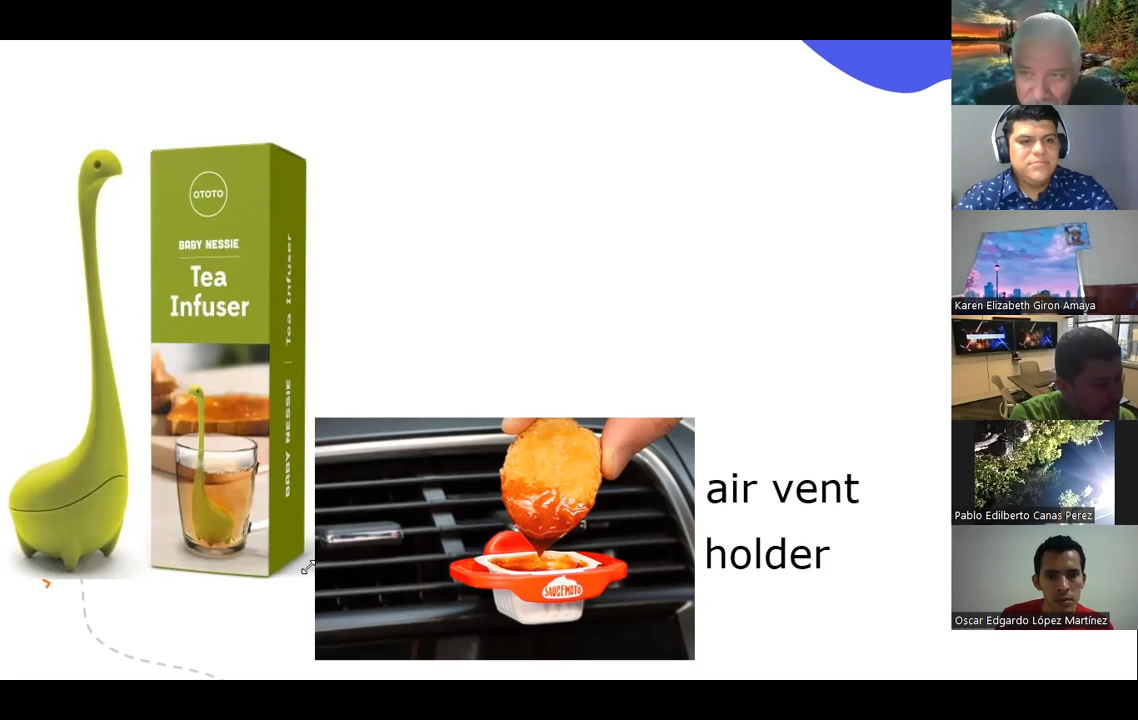 OTOTO
BABY NESSIE
Tea
Infuser
BABY NESSIE | Tea Infuser
SAUCEMOTO
air vent
holder
Karen Elizabeth Giron Amaya
Pablo Edilberto Canas Perez
Oscar Edgardo López Martínez